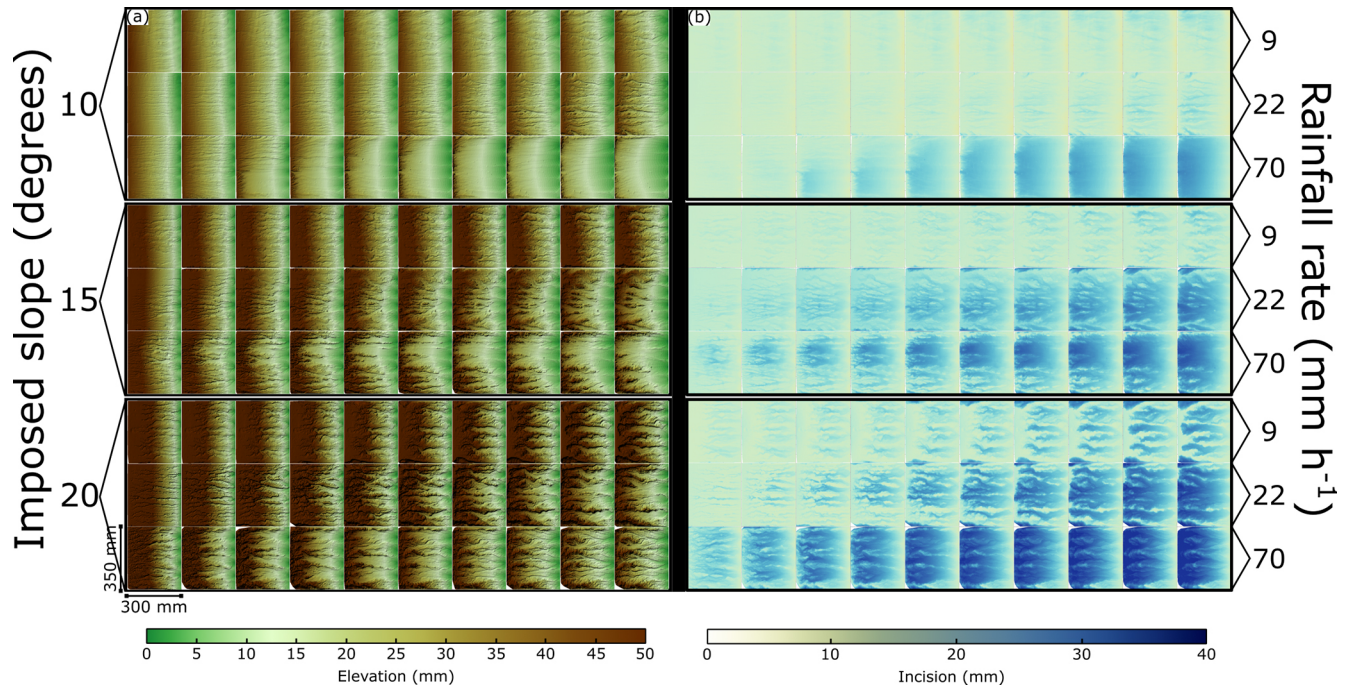 (a)
(b)
Imposed slope (degrees)
10
15
20
9
22
70
9
22
70
9
22
70
Rainfall rate (mm h-1)
350 mm
300 mm
0 5 10 15 20 25 30 35 40 45 50
Elevation (mm)
0 10 20 30 40
Incision (mm)